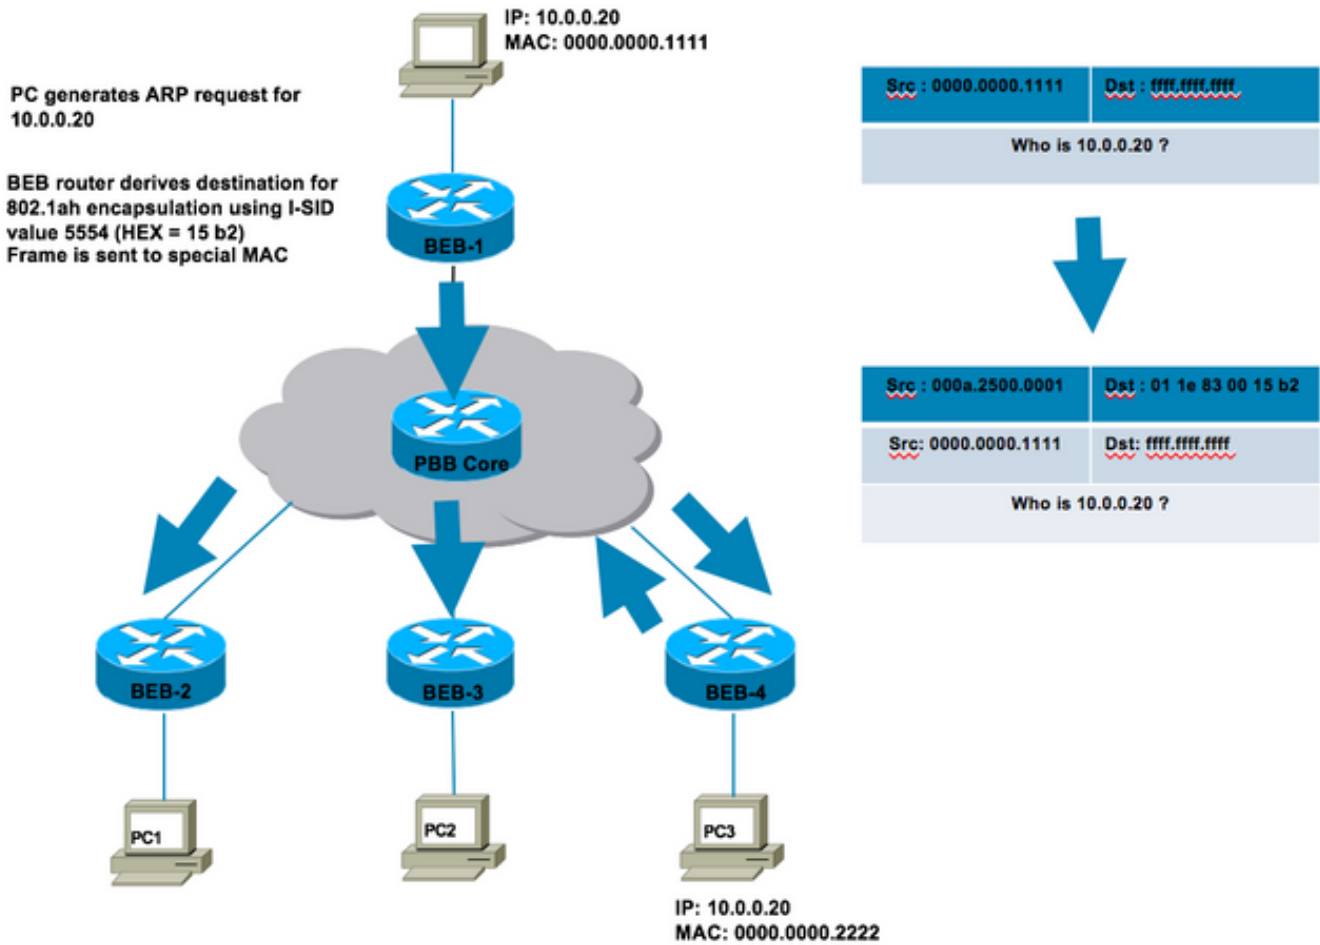 IP: 10.0.0.20
MAC: 0000.0000.1111
PC generates ARP request for
10.0.0.20
BEB router derives destination for
802.1ah encapsulation using I-SID
value 5554 (HEX = 15 b2)
Frame is sent to special MAC
BEB-1
PBB Core
BEB-2
BEB-3
BEB-4
PC1
PC2
PC3
IP: 10.0.0.20
MAC: 0000.0000.2222
Src : 0000.0000.1111
Dst : ffff.ffff.ffff
Who is 10.0.0.20 ?
Src : 000a.2500.0001
Dst : 01 1e 83 00 15 b2
Src: 0000.0000.1111
Dst: ffff.ffff.ffff
Who is 10.0.0.20 ?